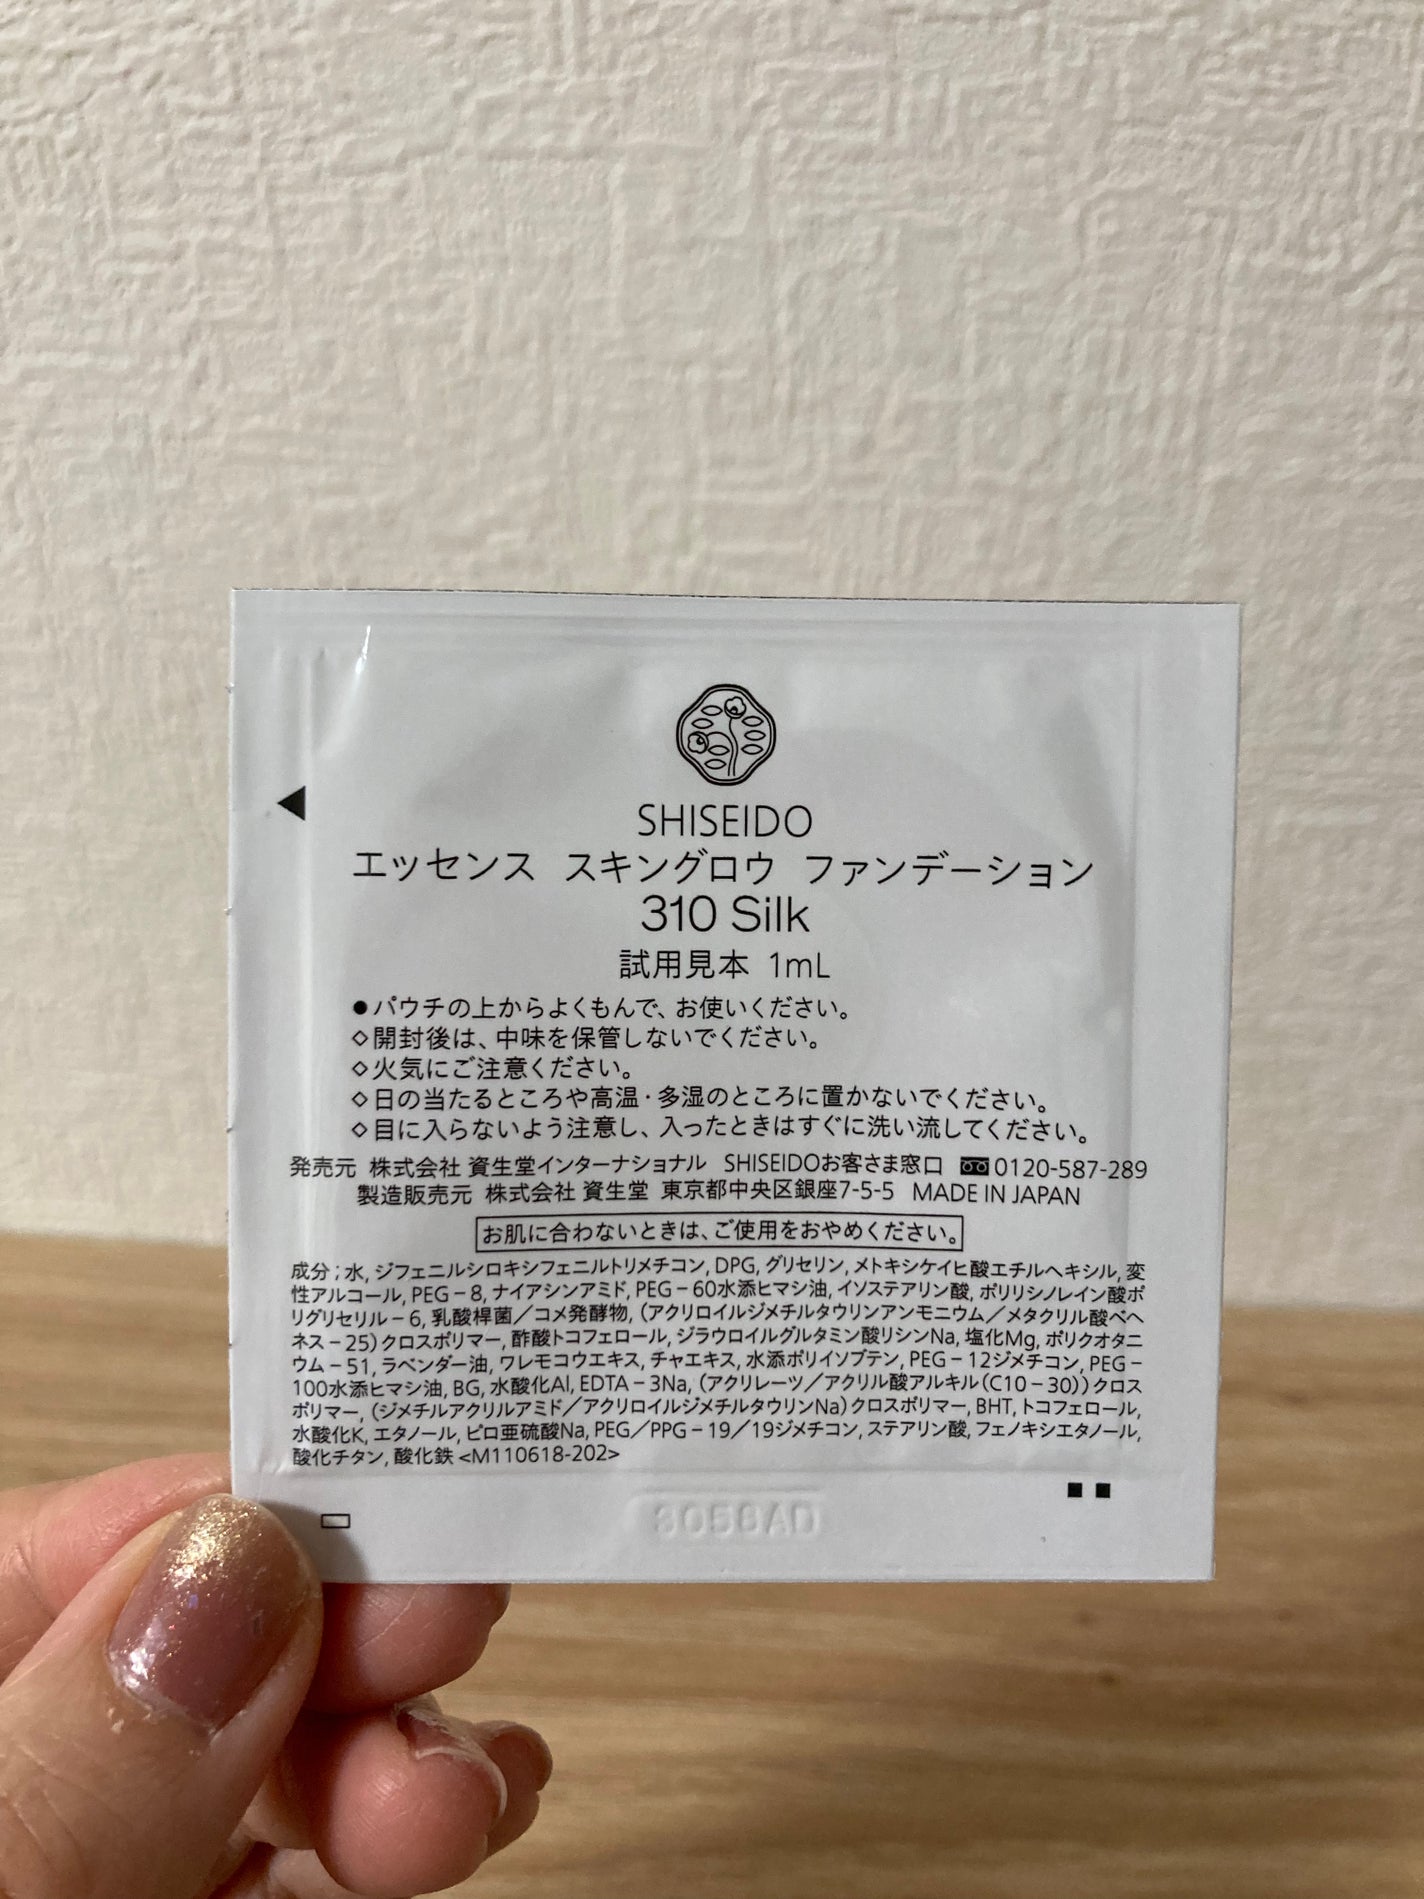 SHISEIDO
エッセンス スキングロウ ファンデーション
310 Silk
試用見本 1mL
●パウチの上からよくもんで、お使いください。
◇開封後は、中味を保管しないでください。
◇火気にご注意ください。
◇日の当たるところや高温・多湿のところに置かないでください。
◇目に入らないよう注意し、入ったときはすぐに洗い流してください。
発売元 株式会社 資生堂インターナショナル SHISEIDOお客さま窓口 0120-587-289
製造販売元 株式会社 資生堂 東京都中央区銀座7-5-5 MADE IN JAPAN
お肌に合わないときは、ご使用をおやめください。
成分；水, ジフェニルシロキシフェニルトリメチコン, DPG, グリセリン, メトキシケイヒ酸エチルヘキシル, 変
性アルコール, PEG－8, ナイアシンアミド, PEG－60水添ヒマシ油, イソステアリン酸, ポリリシノレイン酸ポ
リグリセリル－6, 乳酸桿菌／コメ発酵物, (アクリロイルジメチルタウリンアンモニウム／メタクリル酸ベヘ
ネス－25) クロスポリマー, 酢酸トコフェロール, ジラウロイルグルタミン酸リシンNa, 塩化Mg, ポリクオタニ
ウム－51, ラベンダー油, ワレモコウエキス, チャエキス, 水添ポリイソブテン, PEG－12ジメチコン, PEG－
100水添ヒマシ油, BG, 水酸化Al, EDTA－3Na, (アクリレーツ／アクリル酸アルキル(C10－30)) クロス
ポリマー, (ジメチルアクリルアミド／アクリロイルジメチルタウリンNa) クロスポリマー, BHT, トコフェロール,
水酸化K, エタノール, ピロ亜硫酸Na, PEG／PPG－19／19ジメチコン, ステアリン酸, フェノキシエタノール,
酸化チタン, 酸化鉄 <M110618-202>
3058AD